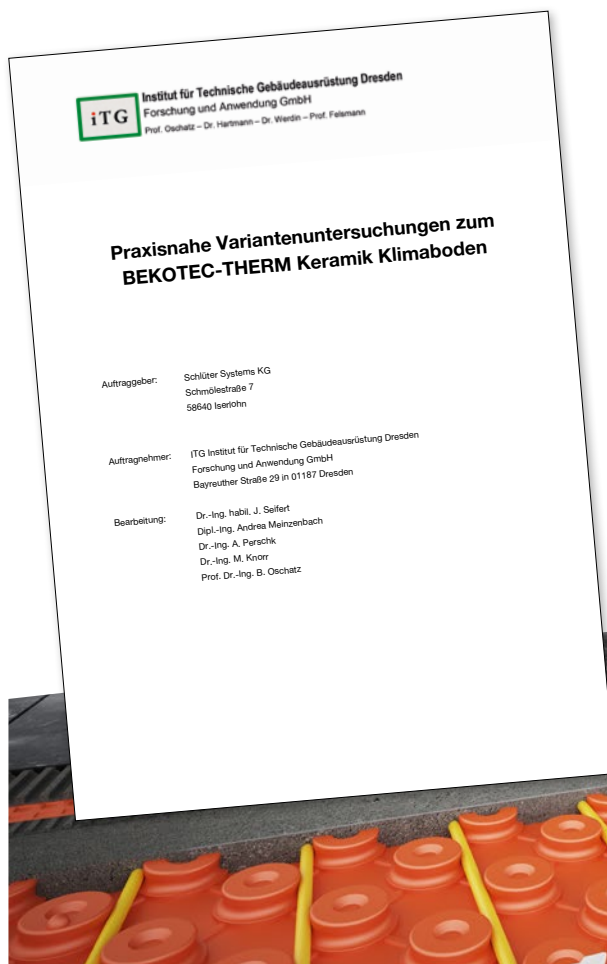 iTG
Institut für Technische Gebäudeausrüstung Dresden
Forschung und Anwendung GmbH
Prof. Oschatz – Dr. Hartmann – Dr. Werdin – Prof. Felsmann
Praxisnahe Variantenuntersuchungen zum
BEKOTEC-THERM Keramik Klimaboden
Auftraggeber: Schlüter Systems KG
Schmölestraße 7
58640 Iserlohn
Auftragnehmer: ITG Institut für Technische Gebäudeausrüstung Dresden
Forschung und Anwendung GmbH
Bayreuther Straße 29 in 01187 Dresden
Bearbeitung: Dr.-Ing. habil. J. Seifert
Dipl.-Ing. Andrea Meinzenbach
Dr.-Ing. A. Perschk
Dr.-Ing. M. Knorr
Prof. Dr.-Ing. B. Oschatz